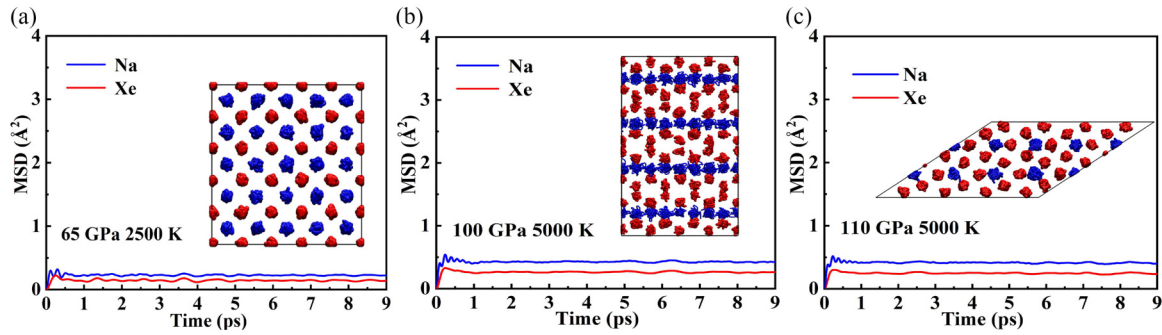 (a)
MSD (Å²)
4
3
2
1
0
Na
Xe
65 GPa 2500 K
0 1 2 3 4 5 6 7 8 9
Time (ps)
(b)
MSD (Å²)
4
3
2
1
0
Na
Xe
100 GPa 5000 K
0 1 2 3 4 5 6 7 8 9
Time (ps)
(c)
MSD (Å²)
4
3
2
1
0
Na
Xe
110 GPa 5000 K
0 1 2 3 4 5 6 7 8 9
Time (ps)